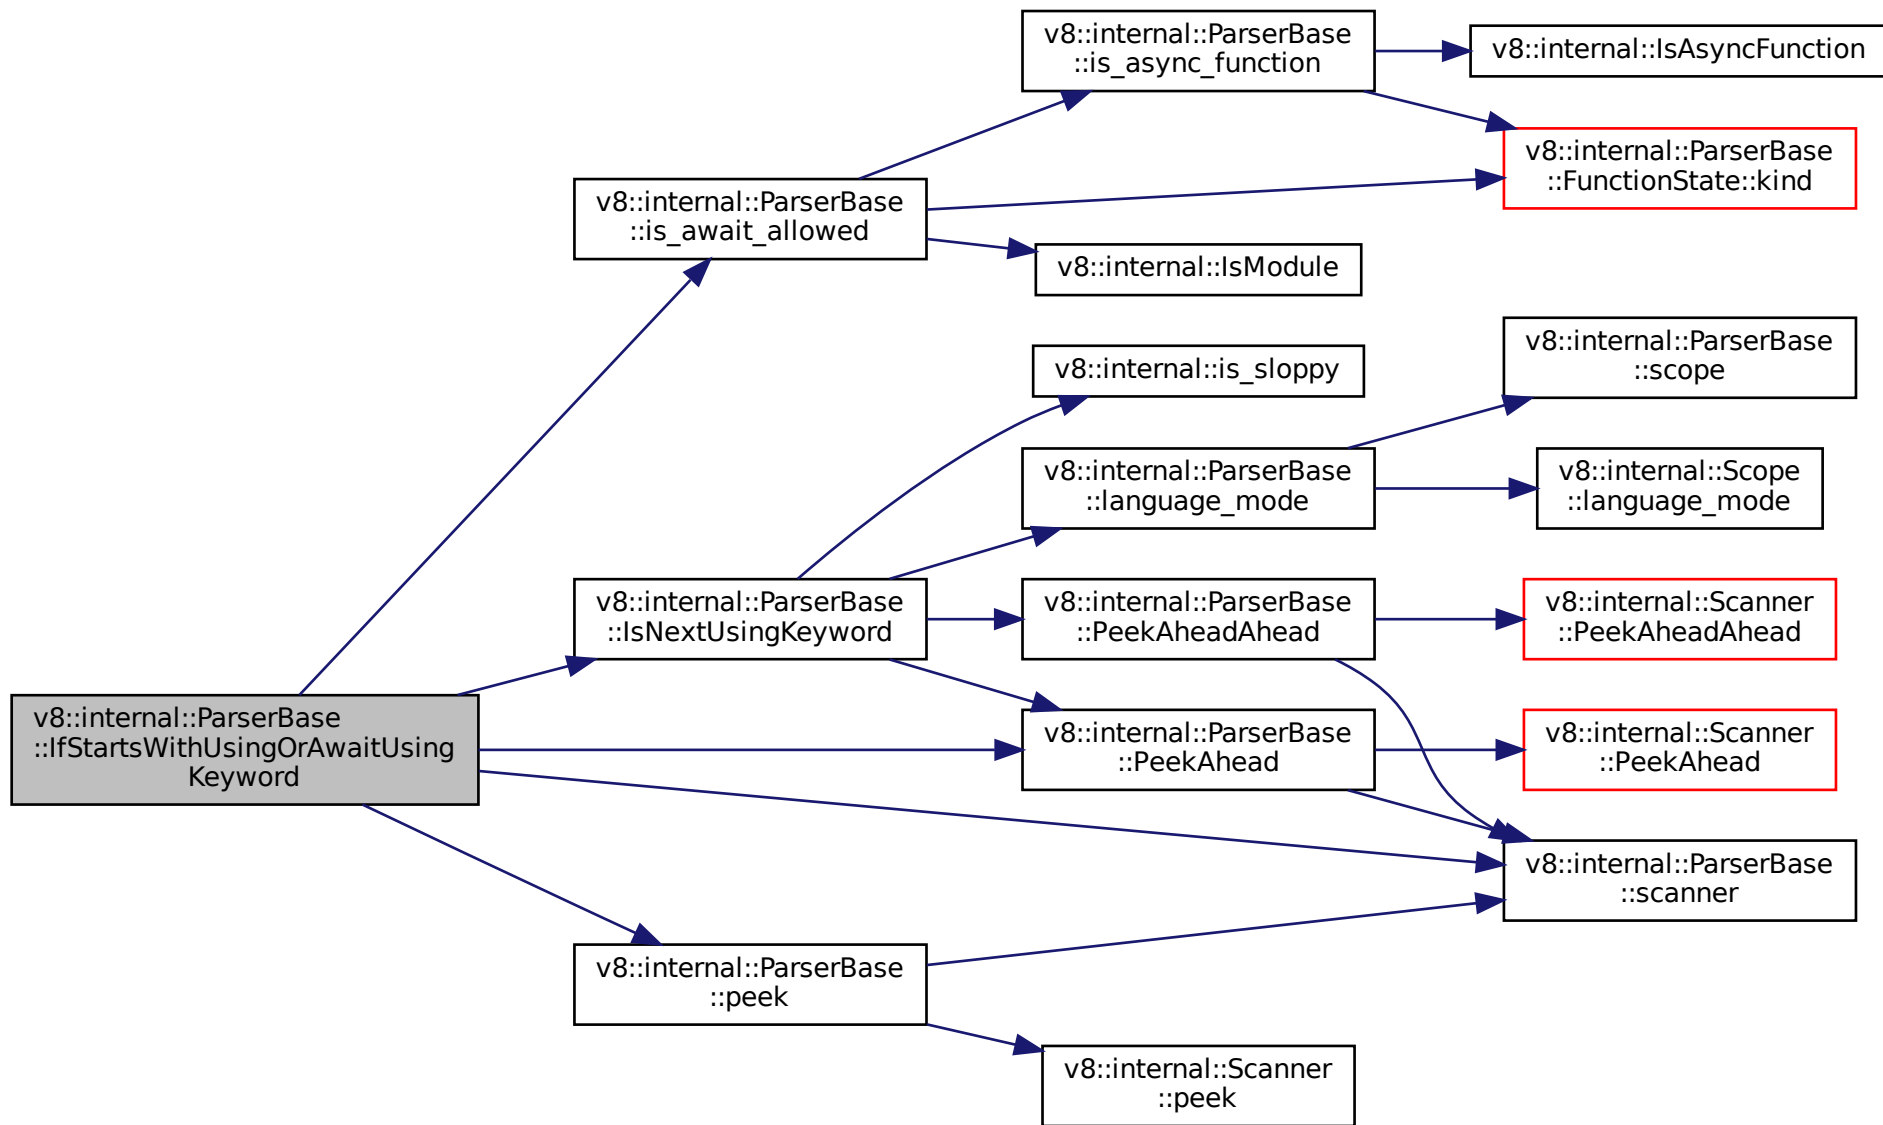 v8::internal::ParserBase
::IfStartsWithUsingOrAwaitUsing
Keyword
v8::internal::ParserBase
::is_await_allowed
v8::internal::ParserBase
::IsNextUsingKeyword
v8::internal::ParserBase
::peek
v8::internal::ParserBase
::is_async_function
v8::internal::IsModule
v8::internal::is_sloppy
v8::internal::ParserBase
::language_mode
v8::internal::ParserBase
::PeekAheadAhead
v8::internal::ParserBase
::PeekAhead
v8::internal::Scanner
::peek
v8::internal::IsAsyncFunction
v8::internal::ParserBase
::FunctionState::kind
v8::internal::ParserBase
::scope
v8::internal::Scope
::language_mode
v8::internal::Scanner
::PeekAheadAhead
v8::internal::Scanner
::PeekAhead
v8::internal::ParserBase
::scanner